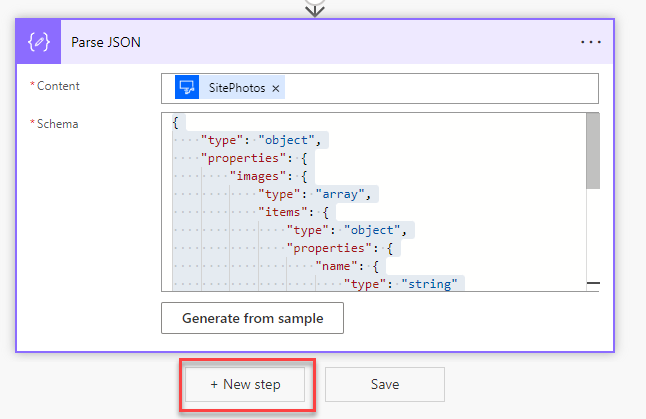 Parse JSON
* Content
SitePhotos ×
* Schema
{
"type": "object",
"properties": {
"images": {
"type": "array",
"items": {
"type": "object",
"properties": {
"name": {
"type": "string"
Generate from sample
+ New step
Save